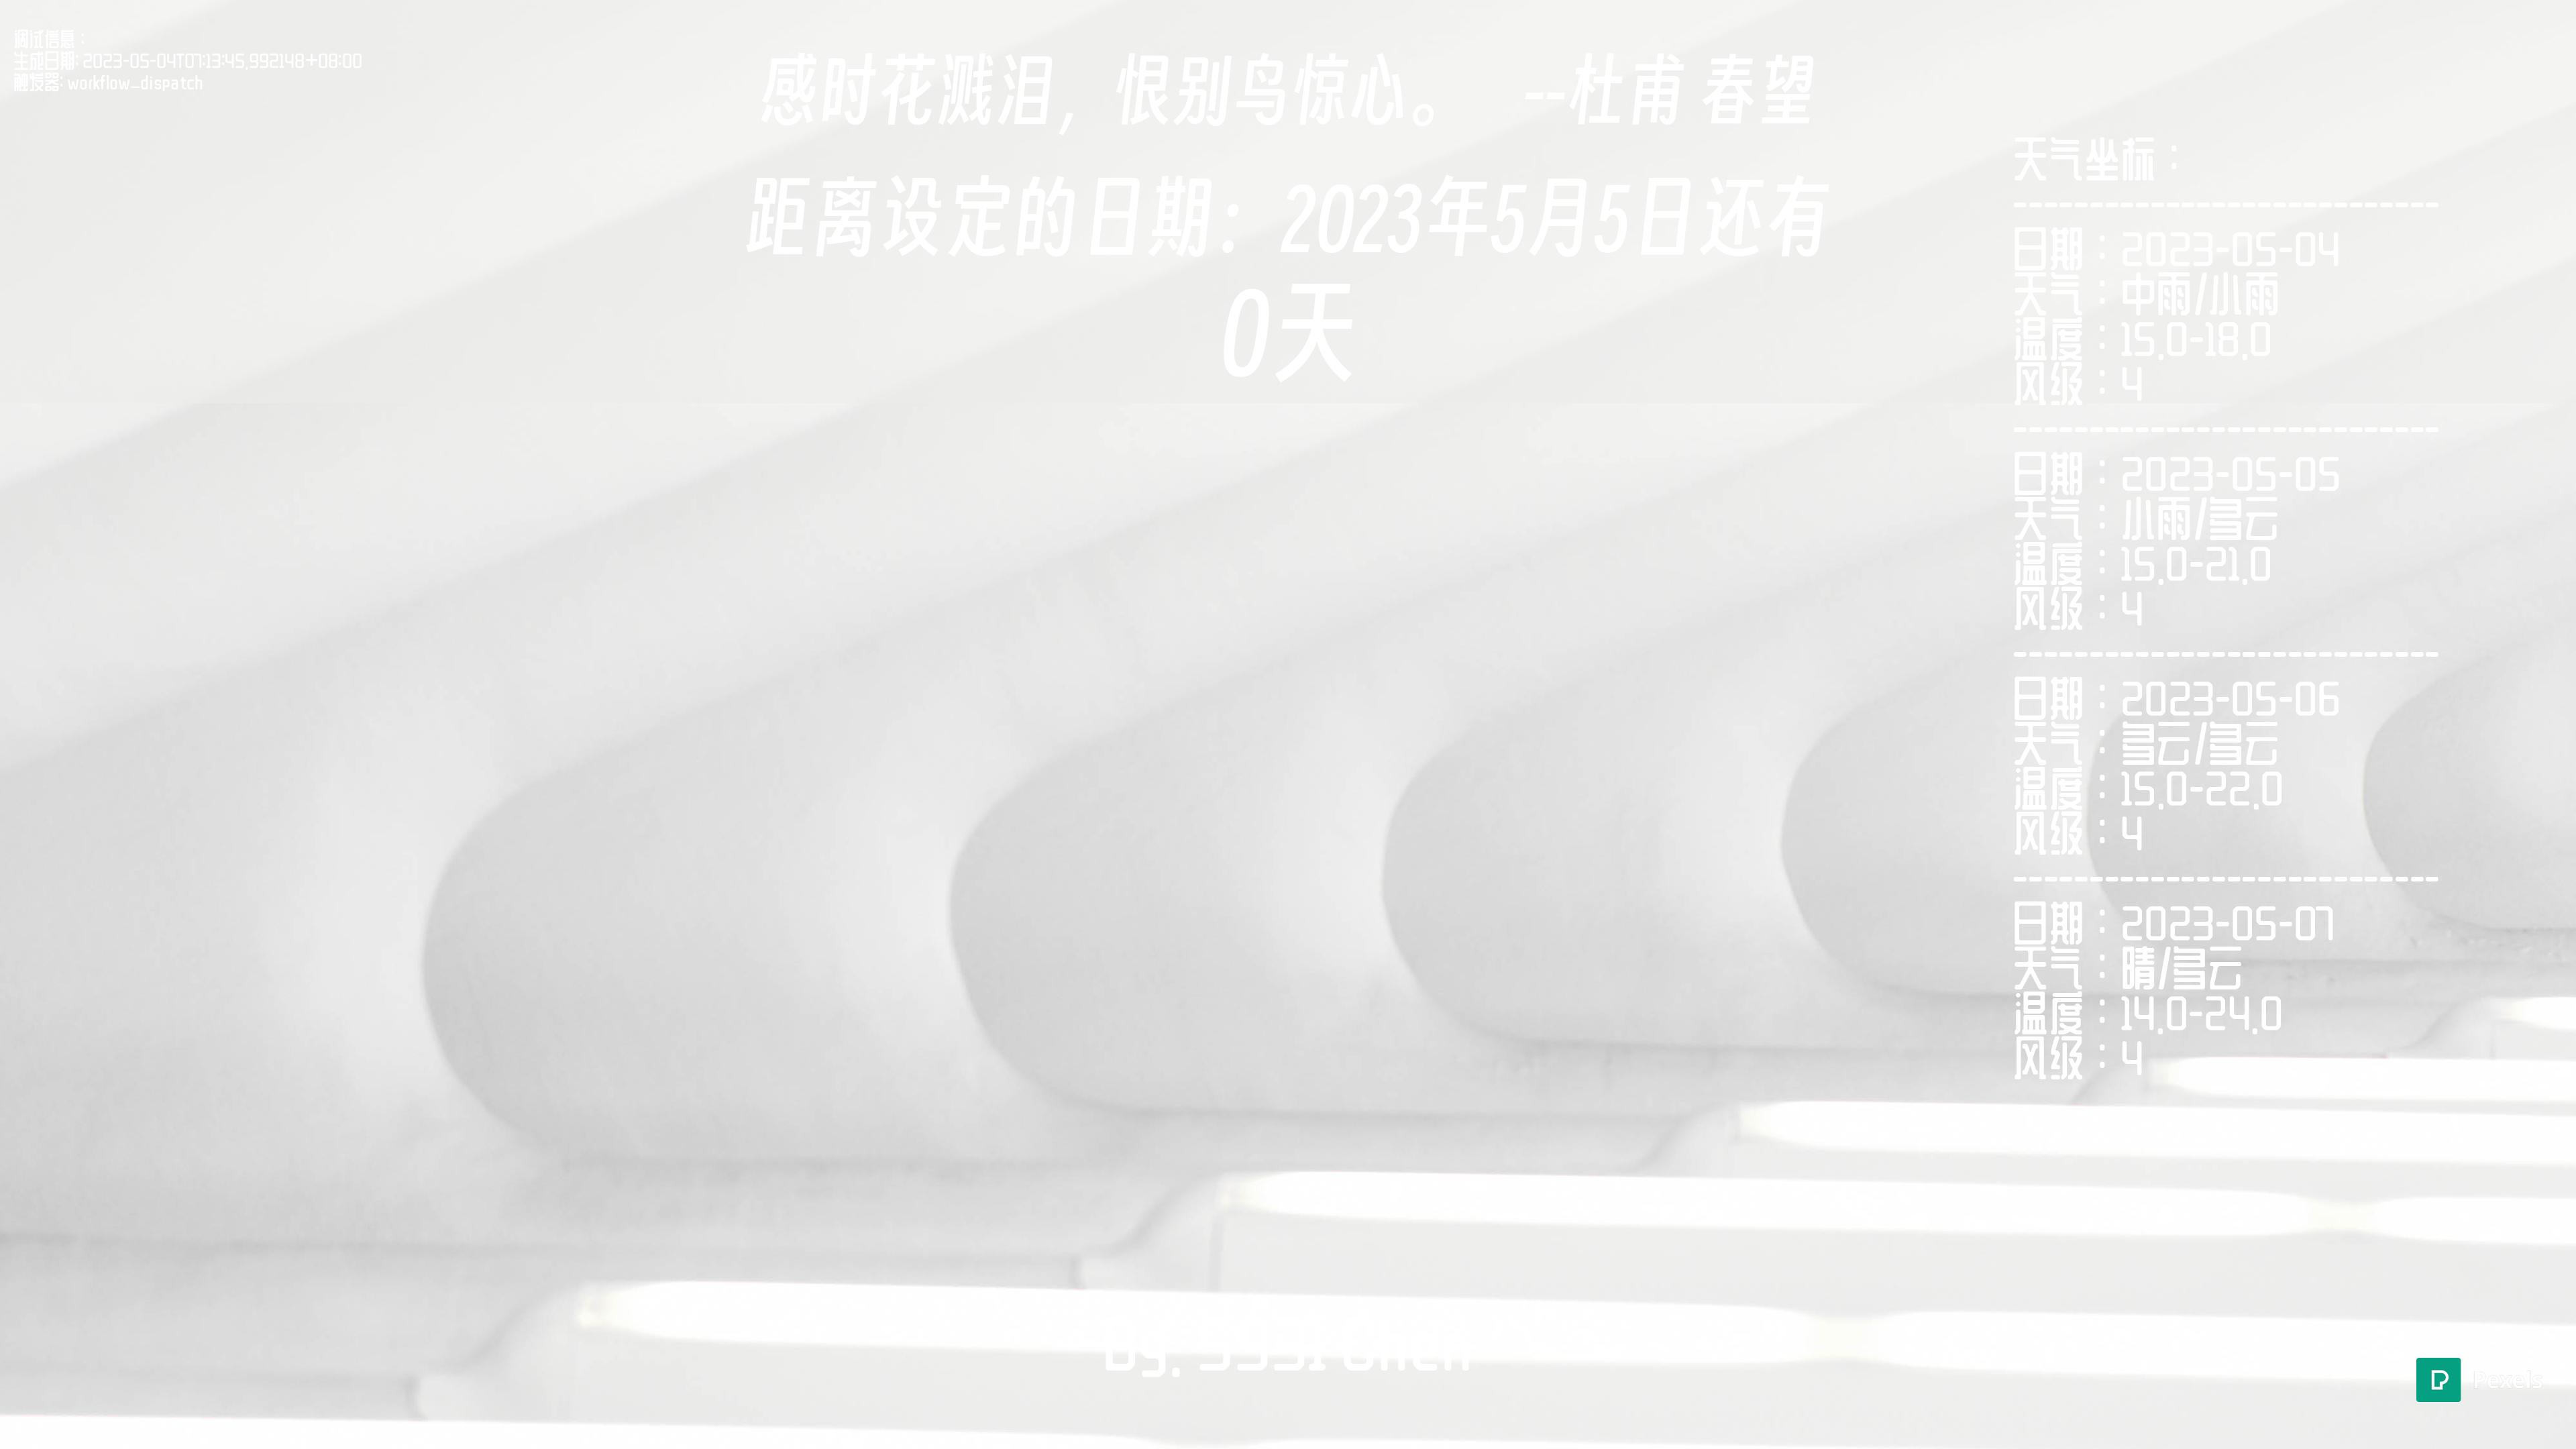 调试信息：
生成日期: 2023-05-04T07:13:45.992148+08:00
触发器: workflow_dispatch
感时花溅泪，恨别鸟惊心。 --杜甫 春望
距离设定的日期：2023年5月5日还有
0天
天气坐标：
----------------------------
日期：2023-05-04
天气：中雨/小雨
温度：15.0-18.0
风级：4
----------------------------
日期：2023-05-05
天气：小雨/多云
温度：15.0-21.0
风级：4
----------------------------
日期：2023-05-06
天气：多云/多云
温度：15.0-22.0
风级：4
----------------------------
日期：2023-05-07
天气：晴/多云
温度：14.0-24.0
风级：4
Pexels